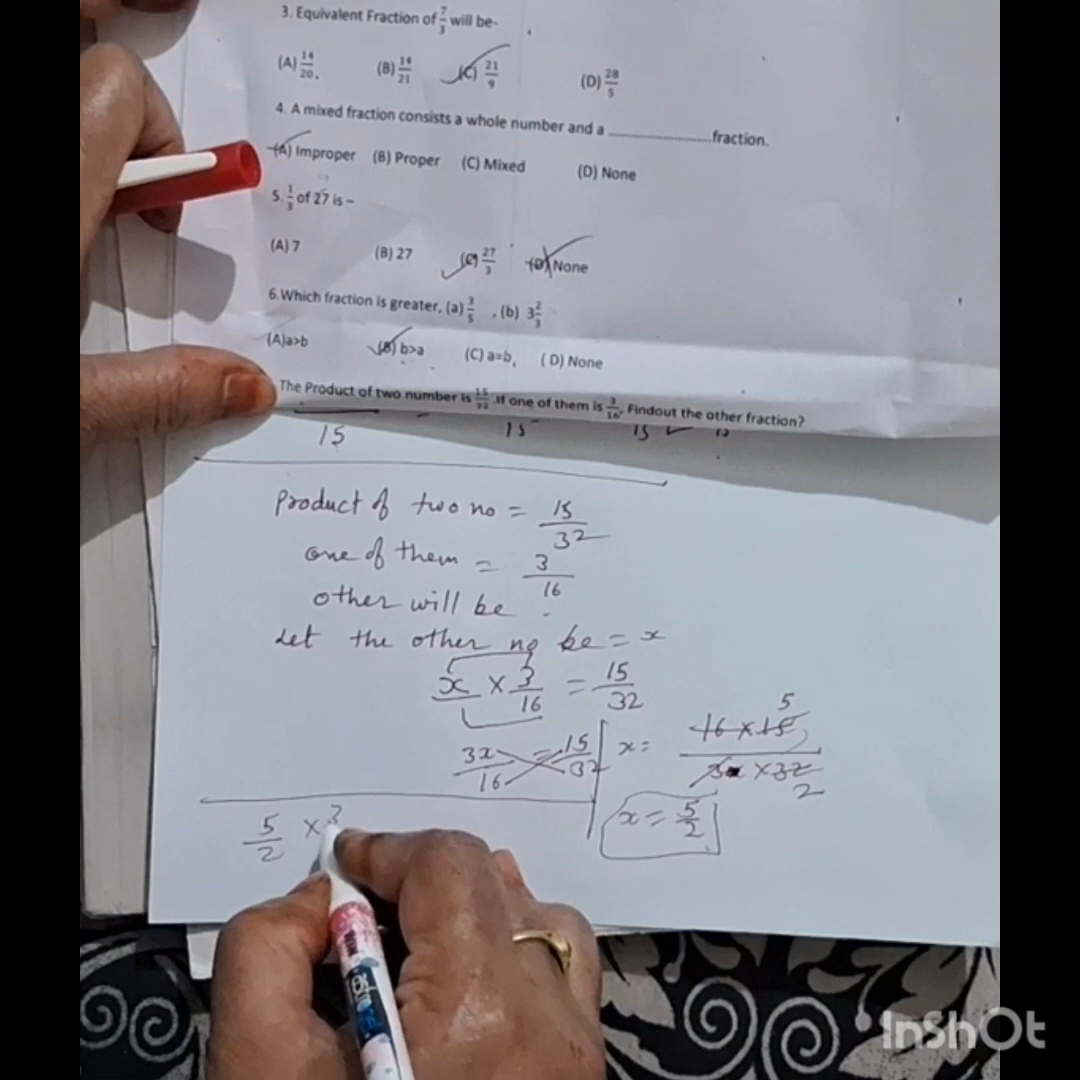 3. Equivalent Fraction of 7/3 will be-
(A) 14/20, (B) 14/21 (C) 21/9 (D) 28/5
4. A mixed fraction consists a whole number and a ........................fraction.
(A) Improper (B) Proper (C) Mixed (D) None
5. 1/3 of 27 is –
(A) 7 (B) 27 (C) 27/3 (D) None
6.Which fraction is greater, (a) 3/5 , (b) 3 2/3
(A)a>b (B) b>a (C) a=b, ( D) None
The Product of two number is 15/32 .If one of them is 3/16, Findout the other fraction?
15 15 15 15
Product of two no = 15/32
one of them = 3/16
other will be
Let the other no be = x
x × 3/16 = 15/32
3x/16 = 15/32 x = 16 × 15 / 3 × 32 5 2
x = 5/2
5/2 × 3
InShOt